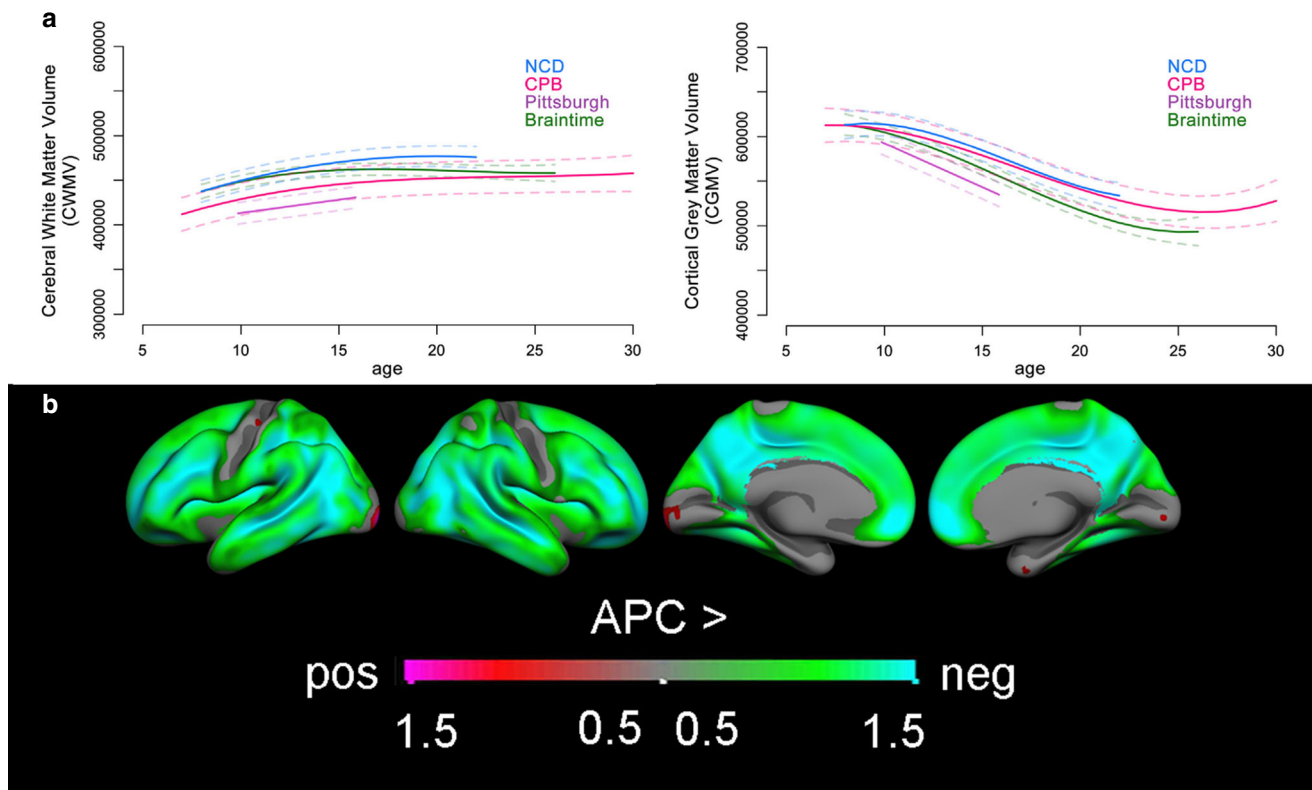 a
Cerebral White Matter Volume
(CWMV)
600000
500000
400000
300000
NCD
CPB
Pittsburgh
Braintime
5 10 15 20 25 30
age
Cortical Grey Matter Volume
(CGMV)
700000
600000
500000
400000
NCD
CPB
Pittsburgh
Braintime
5 10 15 20 25 30
age
b
APC >
pos neg
1.5 0.5 0.5 1.5